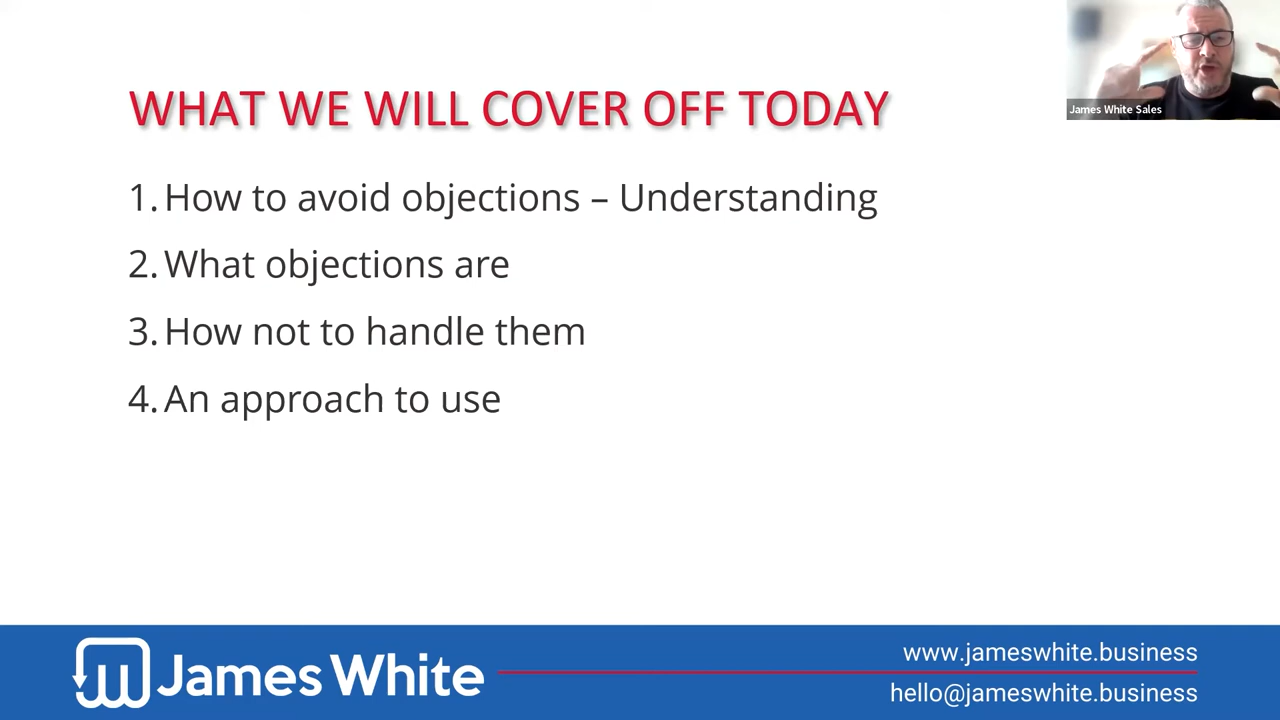 WHAT WE WILL COVER OFF TODAY
James White Sales
1. How to avoid objections – Understanding
2. What objections are
3. How not to handle them
4. An approach to use
James White
www.jameswhite.business
hello@jameswhite.business